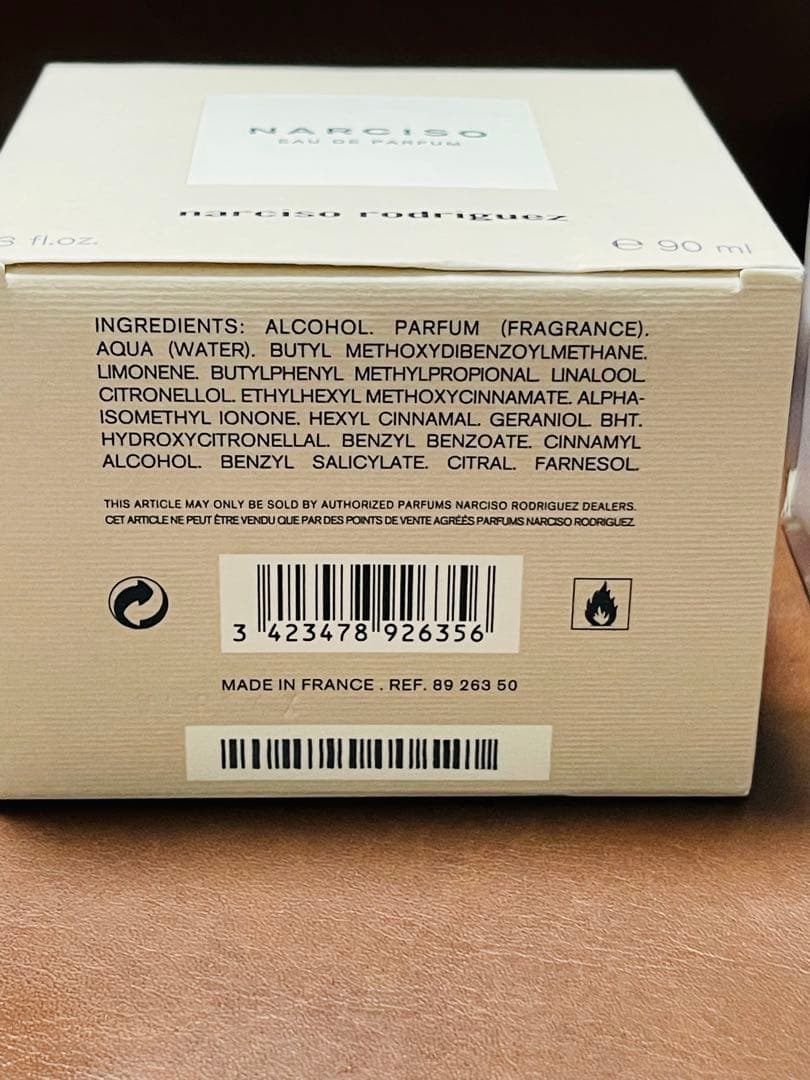 NARCISO
EAU DE PARFUM
narciso rodriguez
fl.oz.
e 90 ml
INGREDIENTS: ALCOHOL. PARFUM (FRAGRANCE).
AQUA (WATER). BUTYL METHOXYDIBENZOYLMETHANE.
LIMONENE. BUTYLPHENYL METHYLPROPIONAL. LINALOOL.
CITRONELLOL. ETHYLHEXYL METHOXYCINNAMATE. ALPHA-
ISOMETHYL IONONE. HEXYL CINNAMAL. GERANIOL. BHT.
HYDROXYCITRONELLAL. BENZYL BENZOATE. CINNAMYL
ALCOHOL. BENZYL SALICYLATE. CITRAL. FARNESOL.
THIS ARTICLE MAY ONLY BE SOLD BY AUTHORIZED PARFUMS NARCISO RODRIGUEZ DEALERS.
CET ARTICLE NE PEUT ÊTRE VENDU QUE PAR DES POINTS DE VENTE AGRÉÉS PARFUMS NARCISO RODRIGUEZ.
3 423478 926356
MADE IN FRANCE . REF. 89 263 50